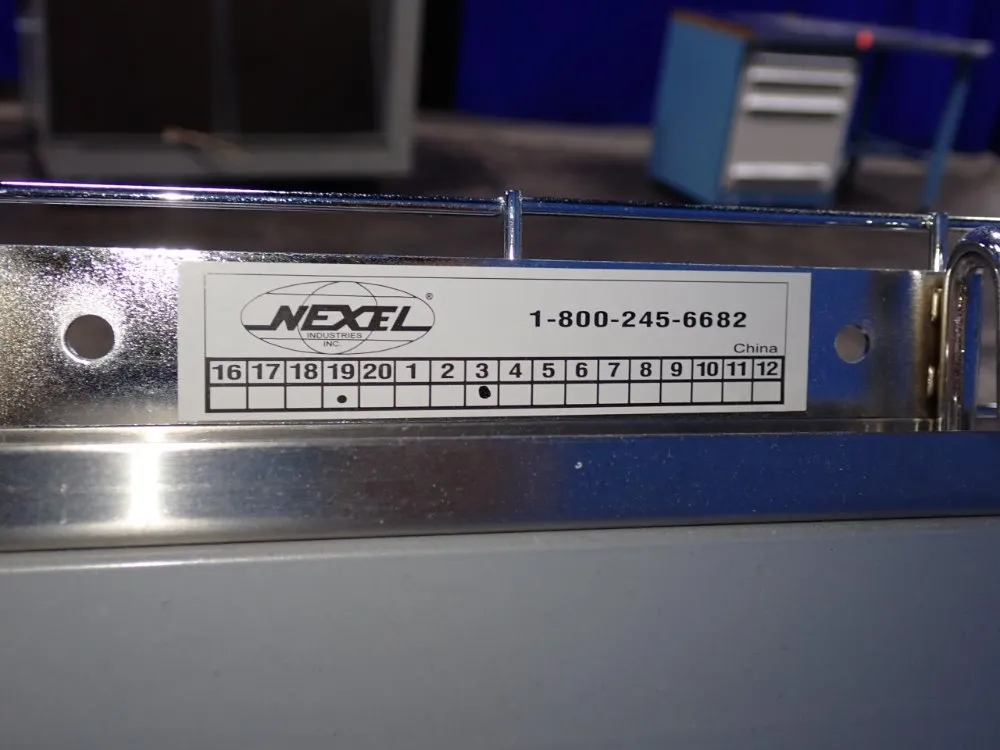 NEXEL®
INDUSTRIES
INC.
1-800-245-6682
China
16 17 18 19 20 1 2 3 4 5 6 7 8 9 10 11 12